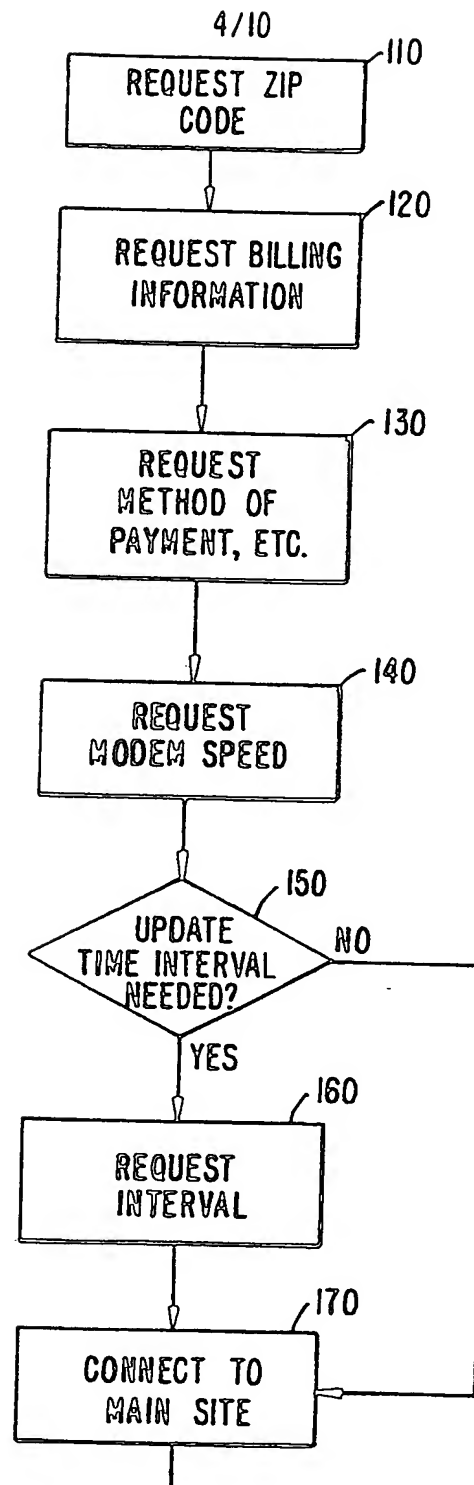 4/10
110
REQUEST ZIP
CODE
120
REQUEST BILLING
INFORMATION
130
REQUEST
METHOD OF
PAYMENT, ETC.
140
REQUEST
MODEM SPEED
150
UPDATE
TIME INTERVAL
NEEDED?
NO
YES
160
REQUEST
INTERVAL
170
CONNECT TO
MAIN SITE